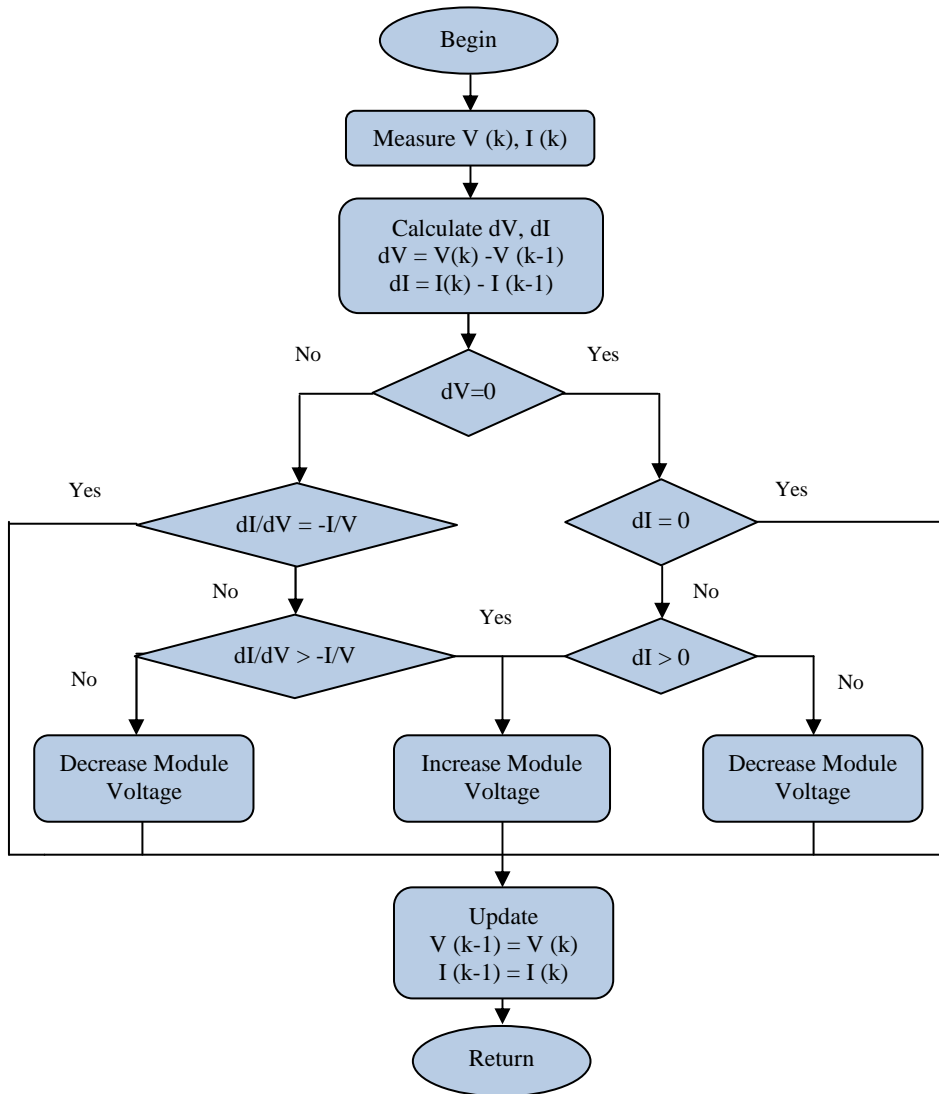 Begin
Measure V (k), I (k)
Calculate dV, dI
dV = V(k) -V (k-1)
dI = I(k) - I (k-1)
No
Yes
dV=0
Yes
Yes
dI/dV = -I/V
dI = 0
No
No
Yes
dI/dV > -I/V
dI > 0
No
No
Decrease Module
Voltage
Increase Module
Voltage
Decrease Module
Voltage
Update
V (k-1) = V (k)
I (k-1) = I (k)
Return